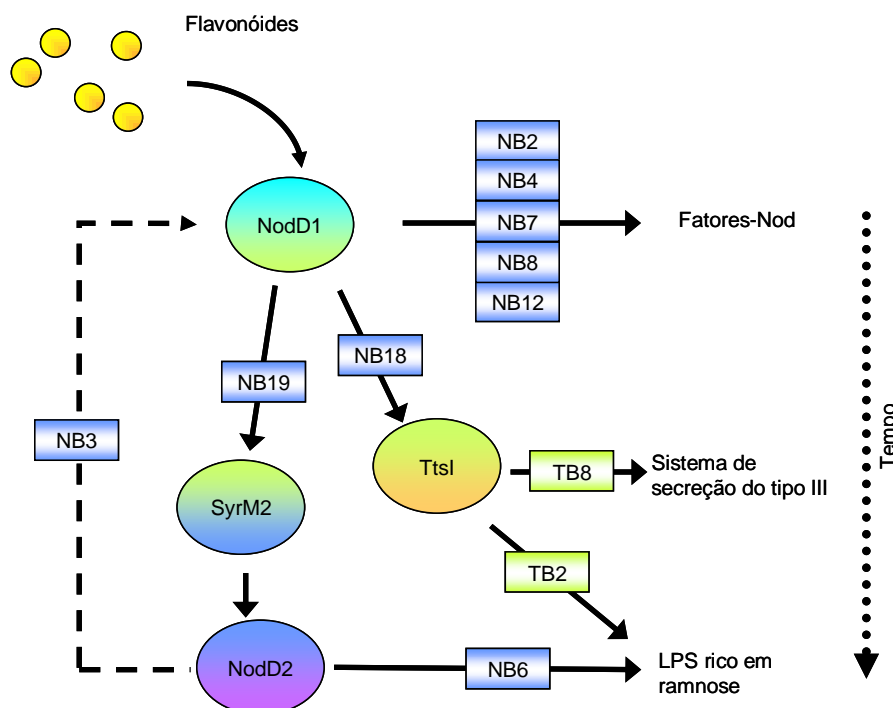 Flavonóides
NB2
NB4
NodD1
NB7
Fatores-Nod
NB8
NB12
NB18
NB19
NB3
Tempo
TtsI
TB8
Sistema de
secreção do tipo III
SyrM2
TB2
NodD2
NB6
LPS rico em
ramnose